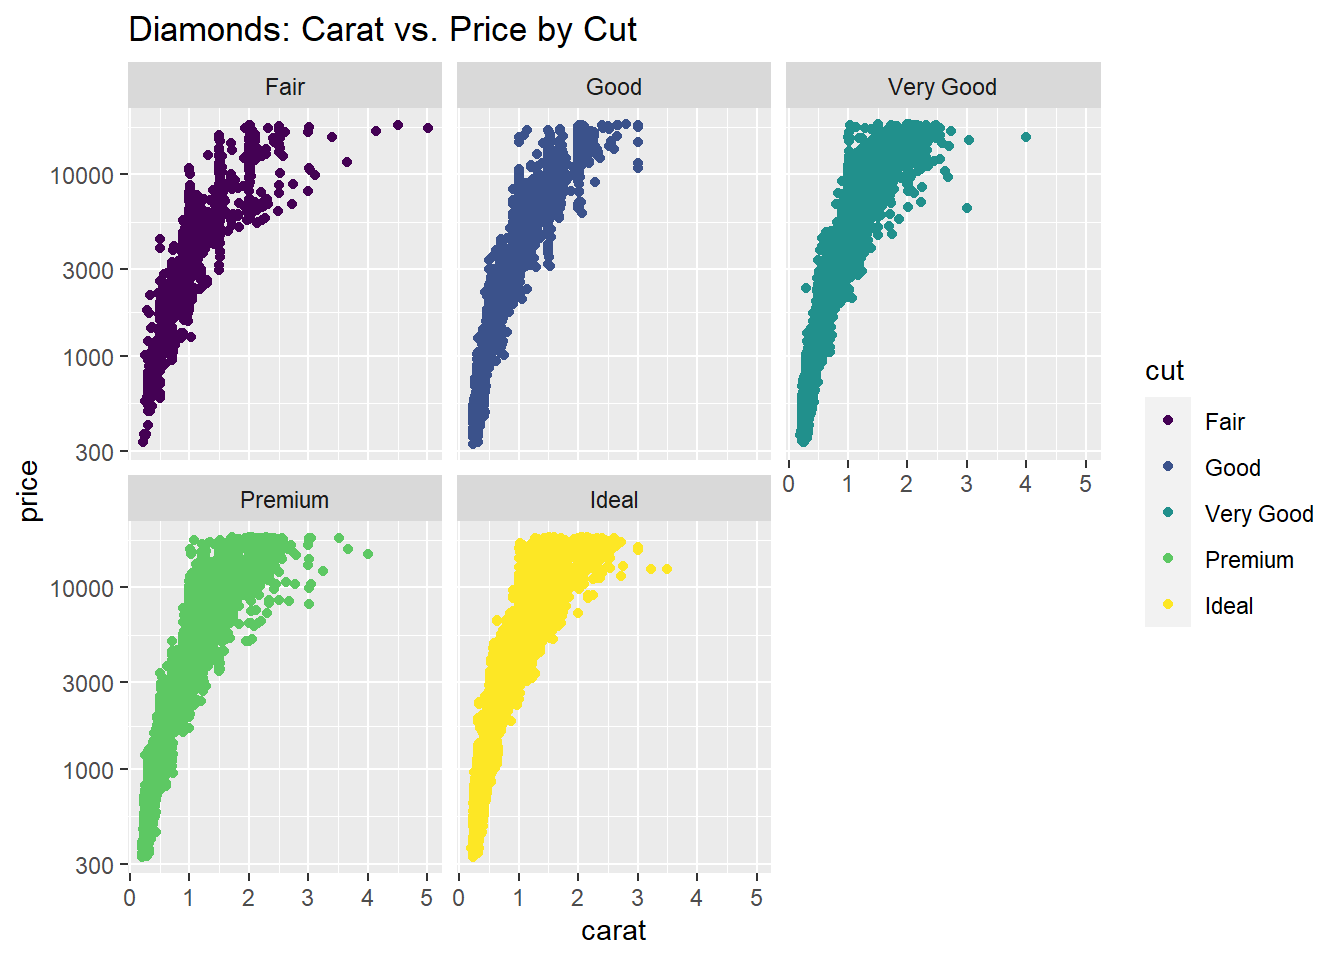 Diamonds: Carat vs. Price by Cut
Fair
Good
Very Good
10000
3000
1000
300
0 1 2 3 4 5
Premium
Ideal
10000
3000
1000
300
0 1 2 3 4 5
0 1 2 3 4 5
carat
price
cut
Fair
Good
Very Good
Premium
Ideal